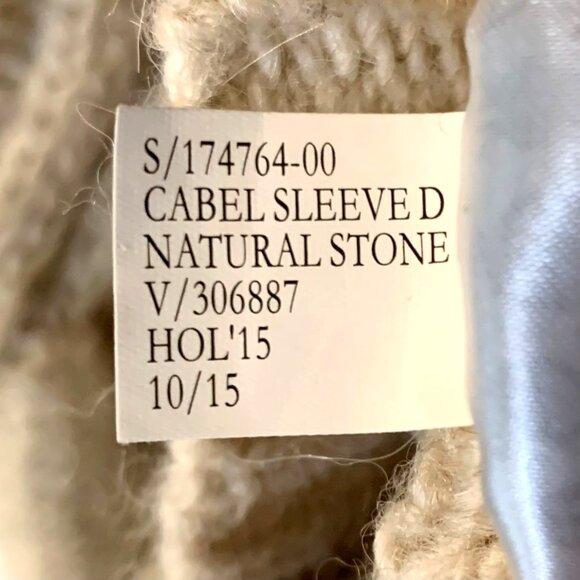 S/174764-00
CABEL SLEEVE D
NATURAL STONE
V/306887
HOL'15
10/15